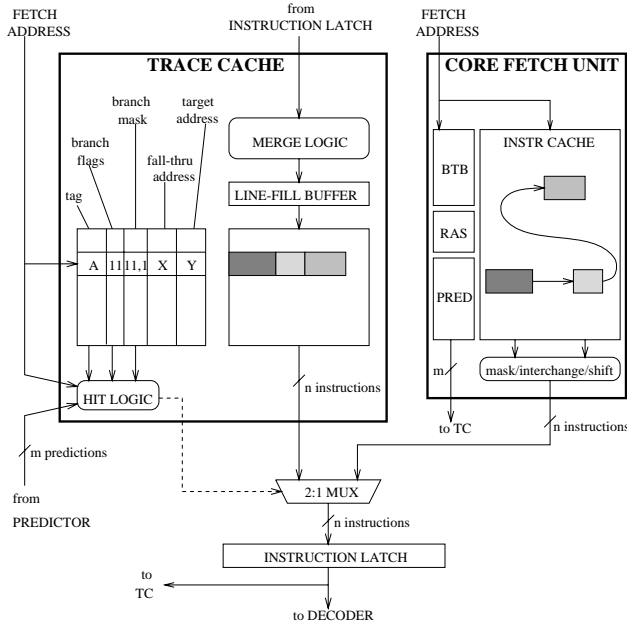 FETCH
ADDRESS
from
INSTRUCTION LATCH
FETCH
ADDRESS
TRACE CACHE
CORE FETCH UNIT
branch
mask
target
address
branch
flags
fall-thru
address
tag
MERGE LOGIC
LINE-FILL BUFFER
A
11
11,1
X
Y
INSTR CACHE
BTB
RAS
PRED
HIT LOGIC
n instructions
m
mask/interchange/shift
to TC
n instructions
m predictions
from
PREDICTOR
2:1 MUX
n instructions
INSTRUCTION LATCH
to
TC
to DECODER